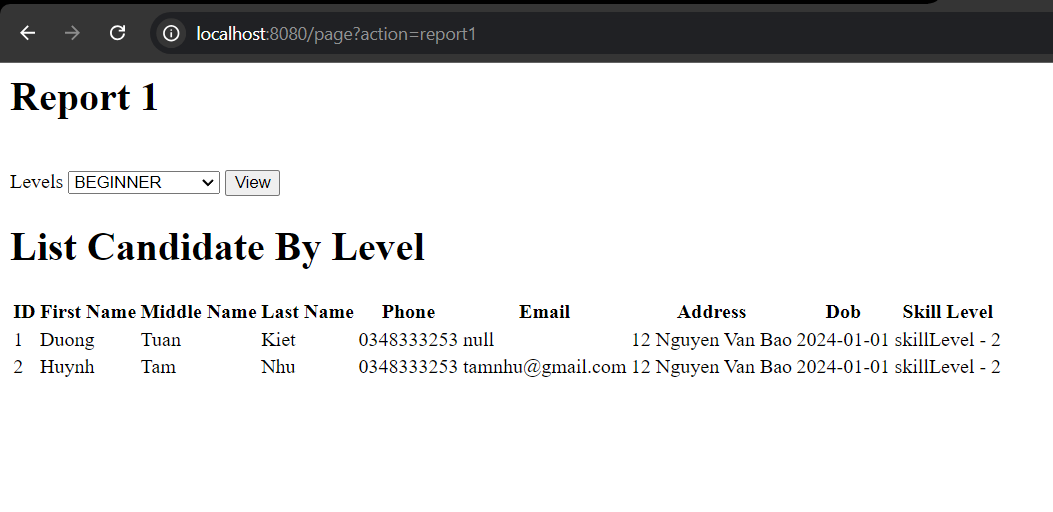 localhost:8080/page?action=report1
Report 1
Levels BEGINNER View
List Candidate By Level
ID First Name Middle Name Last Name Phone Email Address Dob Skill Level
1 Duong Tuan Kiet 0348333253 null 12 Nguyen Van Bao 2024-01-01 skillLevel - 2
2 Huynh Tam Nhu 0348333253 tamnhu@gmail.com 12 Nguyen Van Bao 2024-01-01 skillLevel - 2